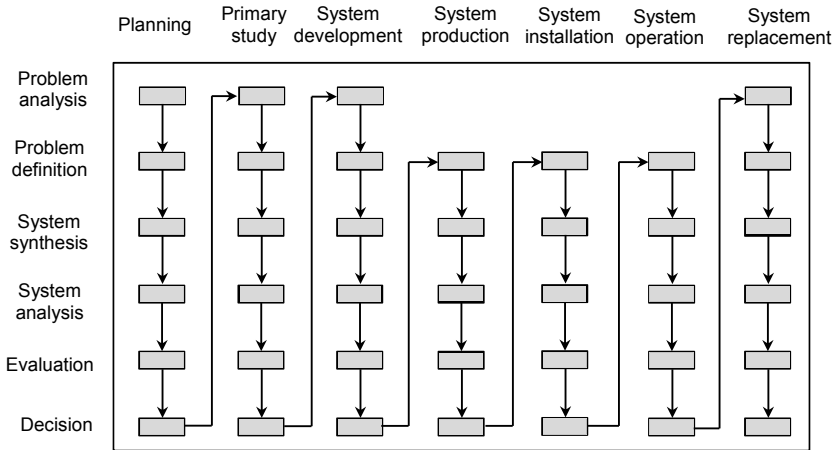 Planning
Primary
study
System
development
System
production
System
installation
System
operation
System
replacement
Problem
analysis
Problem
definition
System
synthesis
System
analysis
Evaluation
Decision